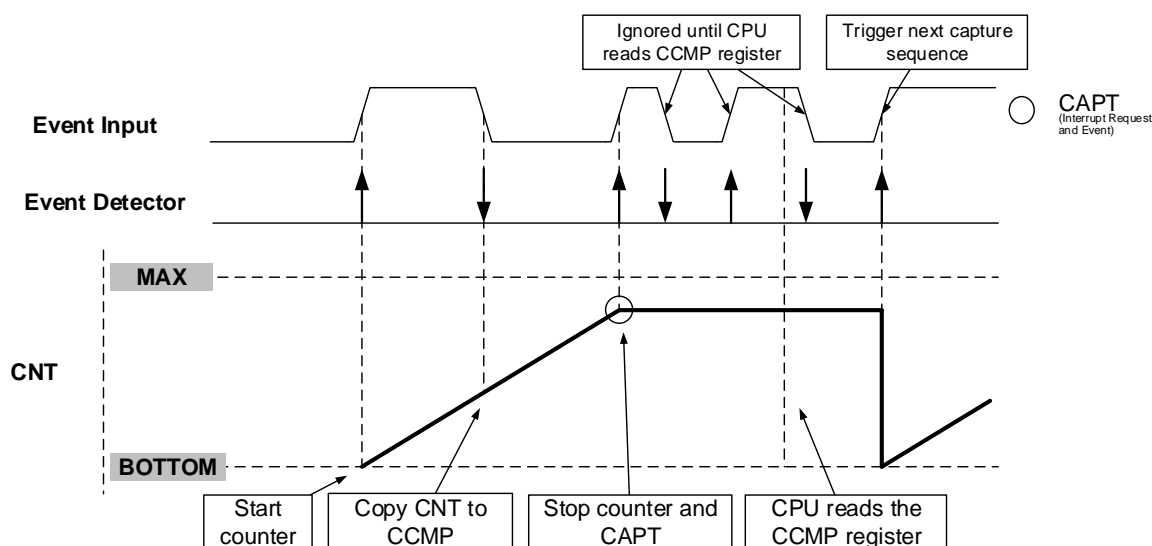 Ignored until CPU
reads CCMP register
Trigger next capture
sequence
Event Input
CAPT
(Interrupt Request
and Event)
Event Detector
MAX
CNT
BOTTOM
Start
counter
Copy CNT to
CCMP
Stop counter and
CAPT
CPU reads the
CCMP register